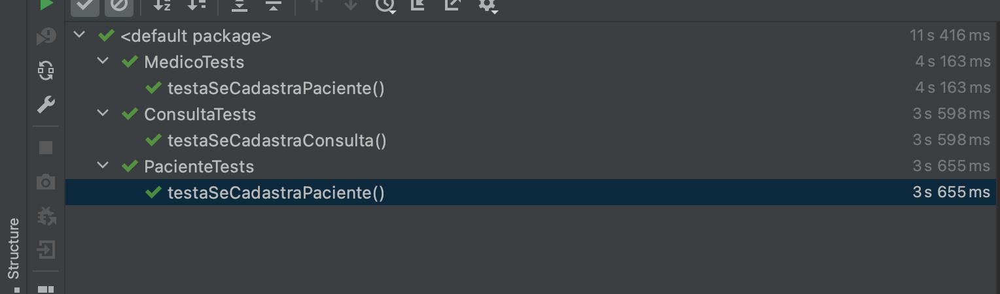 <default package> 11 s 416 ms
MedicoTests 4 s 163 ms
testaSeCadastraPaciente() 4 s 163 ms
ConsultaTests 3 s 598 ms
testaSeCadastraConsulta() 3 s 598 ms
PacienteTests 3 s 655 ms
testaSeCadastraPaciente() 3 s 655 ms
Structure